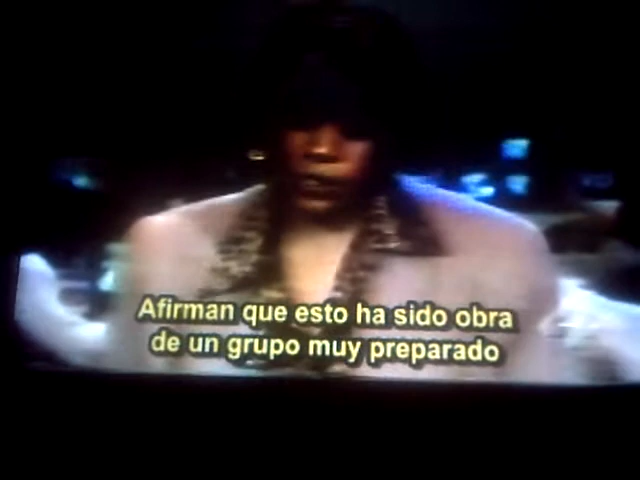 Afirman que esto ha sido obra
de un grupo muy preparado